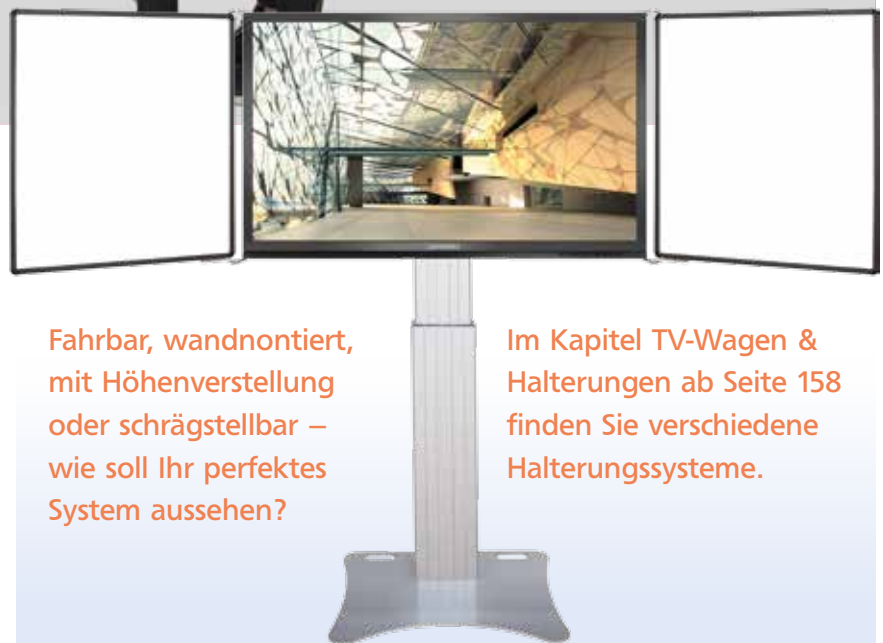 Fahrbar, wandnontiert,
mit Höhenverstellung
oder schrägstellbar –
wie soll Ihr perfektes
System aussehen?
Im Kapitel TV-Wagen &
Halterungen ab Seite 158
finden Sie verschiedene
Halterungssysteme.